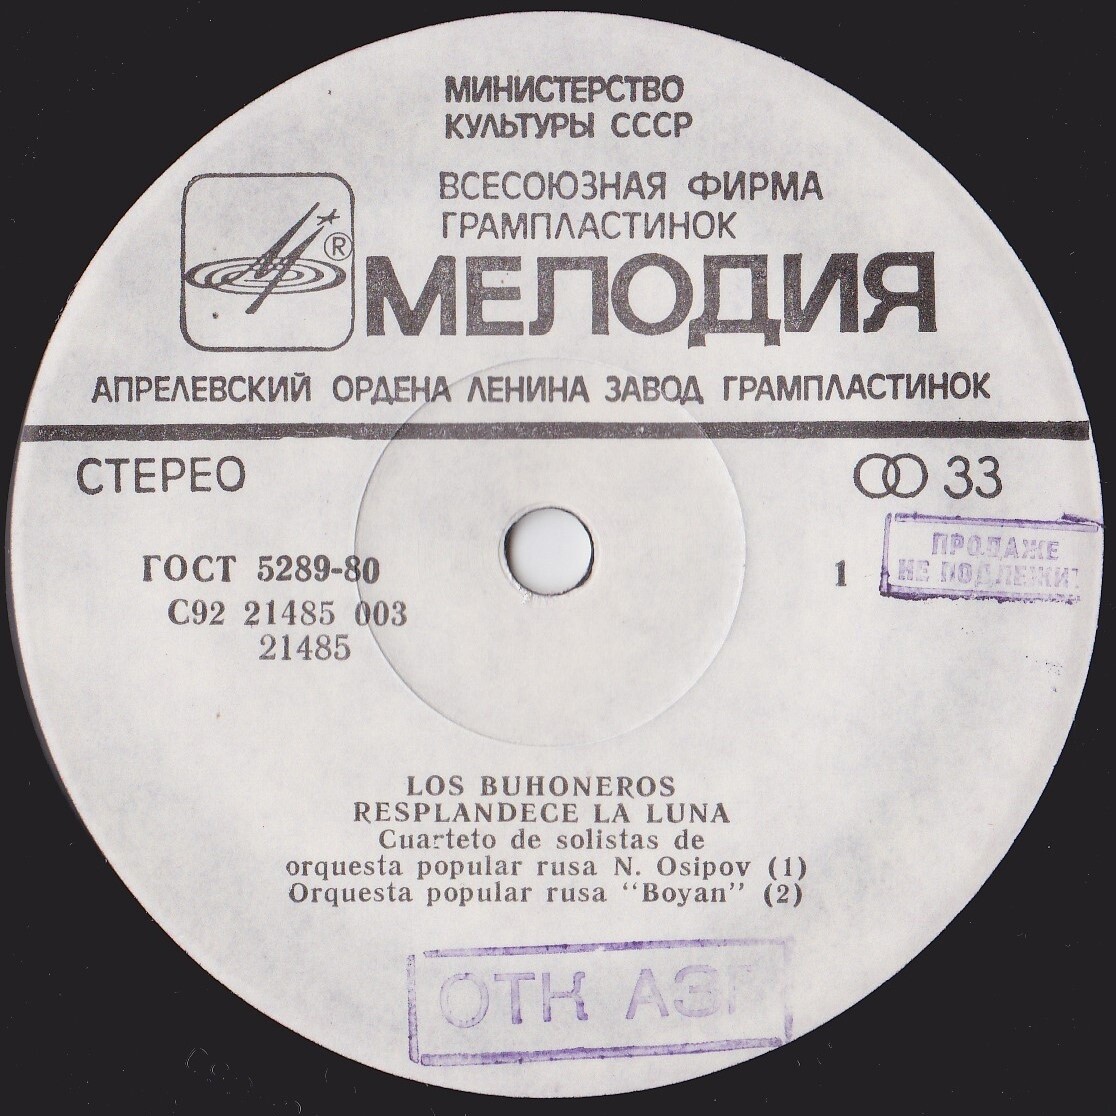 МИНИСТЕРСТВО
КУЛЬТУРЫ СССР
ВСЕСОЮЗНАЯ ФИРМА
ГРАМПЛАСТИНОК
®
МЕЛОДИЯ
АПРЕЛЕВСКИЙ ОРДЕНА ЛЕНИНА ЗАВОД ГРАМПЛАСТИНОК
СТЕРЕО
33
ПРОДАЖЕ
НЕ ПОДЛЕЖИТ
ГОСТ 5289-80
1
С92 21485 003
21485
LOS BUHONEROS
RESPLANDECE LA LUNA
Cuarteto de solistas de
orquesta popular rusa N. Osipov (1)
Orquesta popular rusa "Boyan" (2)
ОТК АЗГ